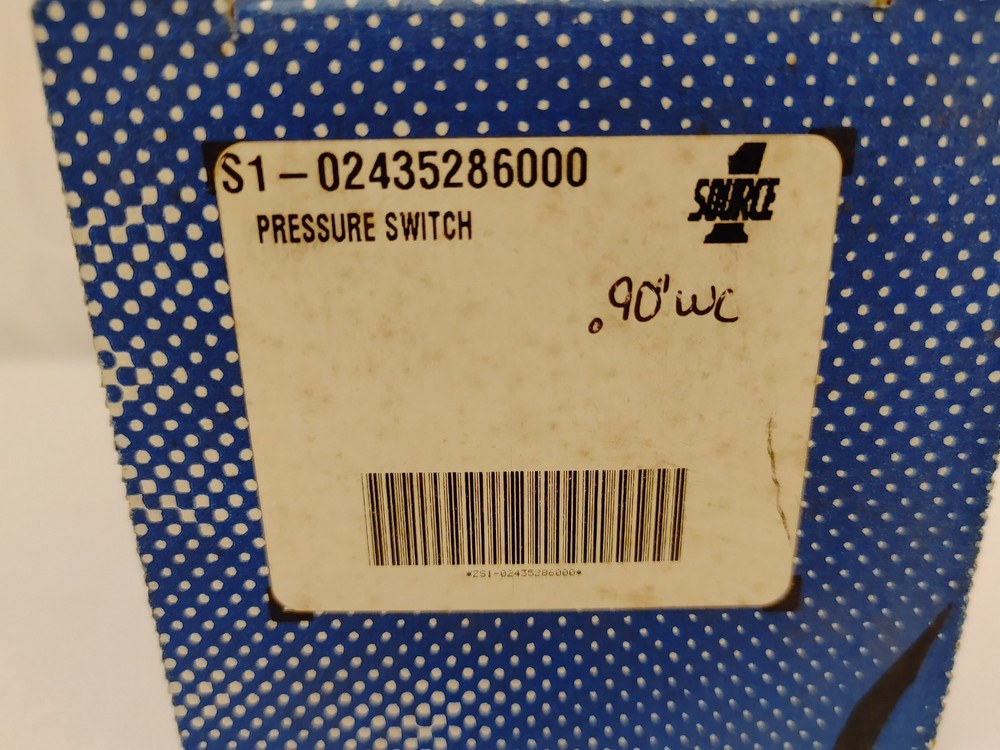 S1-02435286000
PRESSURE SWITCH
1
SOURCE
.90"WC
*ZS1-02435286000*